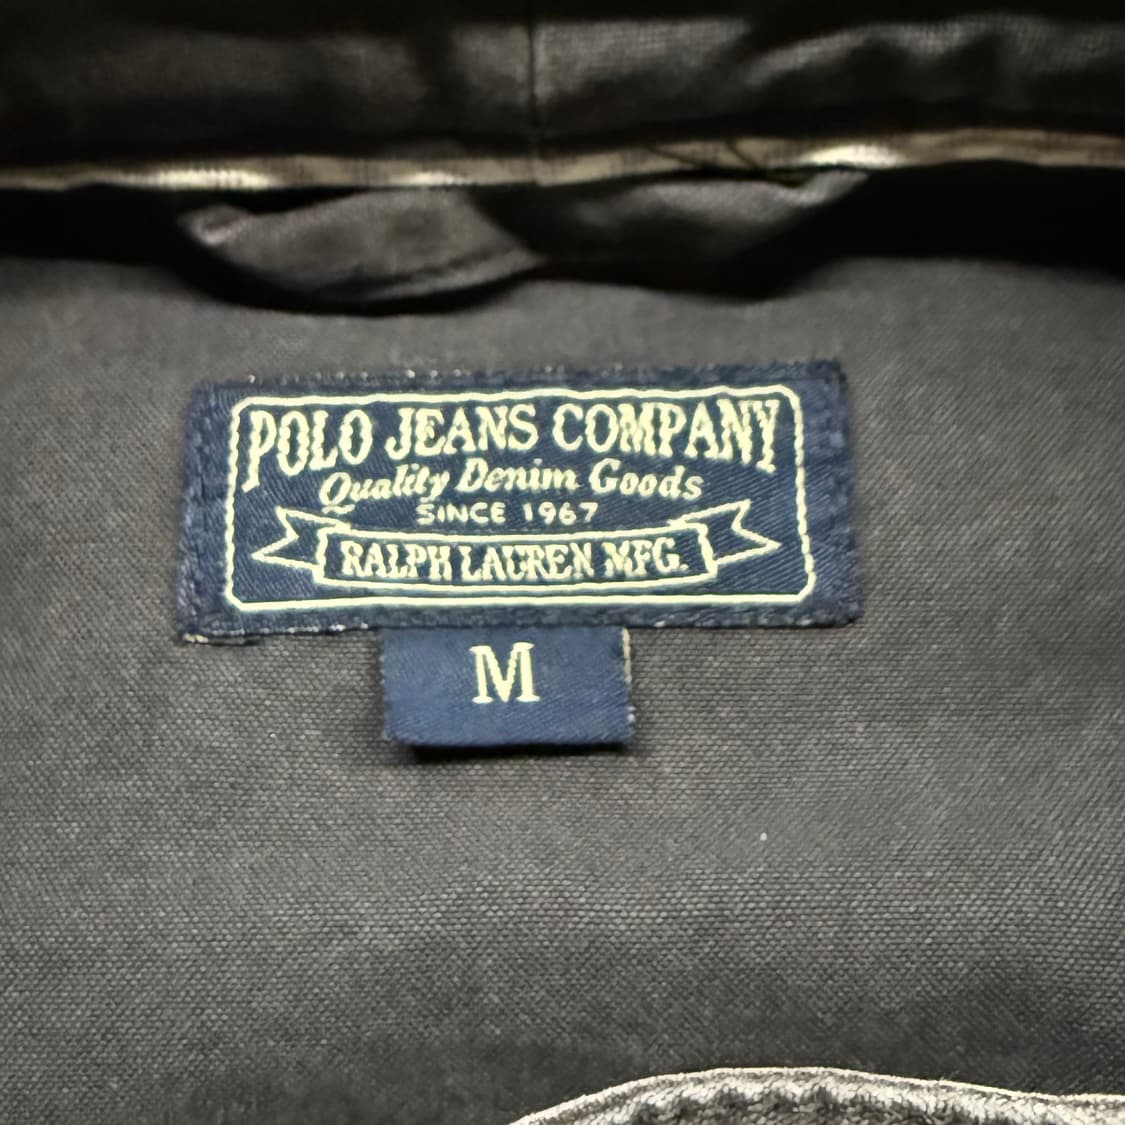 POLO JEANS COMPANY
Quality Denim Goods
SINCE 1967
RALPH LAUREN MFG.
M